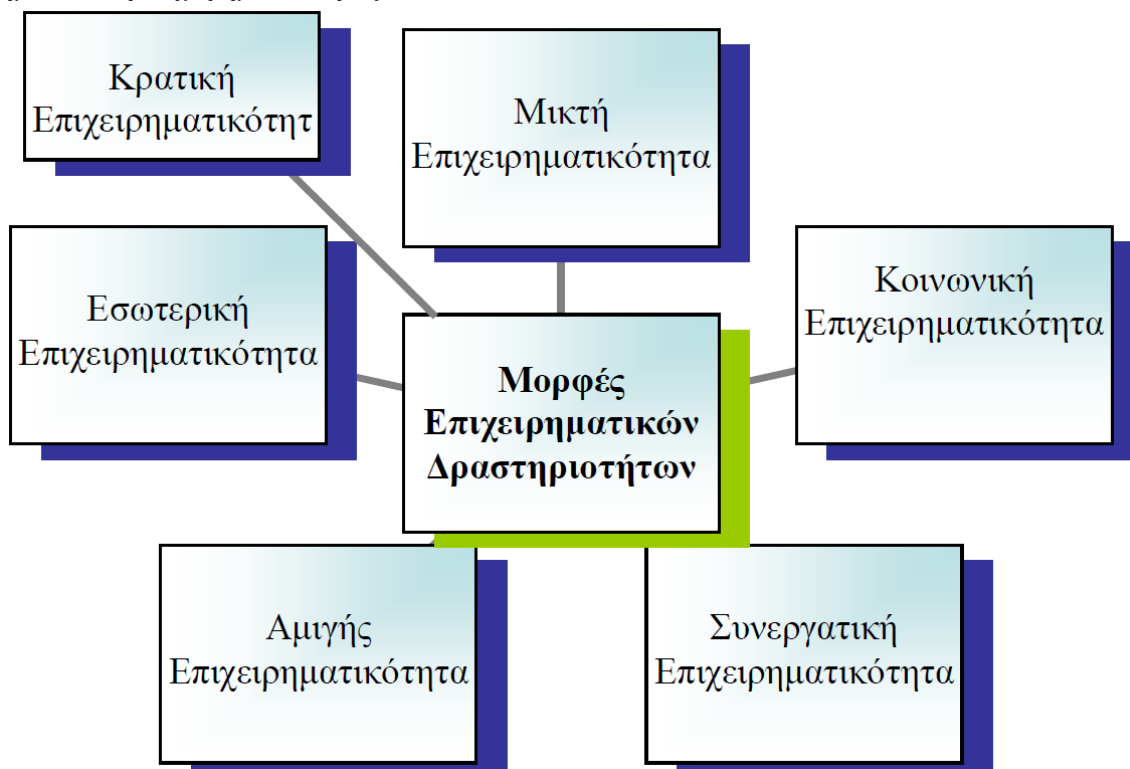 Κρατική
Επιχειρηματικότητ
Μικτή
Επιχειρηματικότητα
Εσωτερική
Επιχειρηματικότητα
Κοινωνική
Επιχειρηματικότητα
Μορφές
Επιχειρηματικών
Δραστηριοτήτων
Αμιγής
Επιχειρηματικότητα
Συνεργατική
Επιχειρηματικότητα